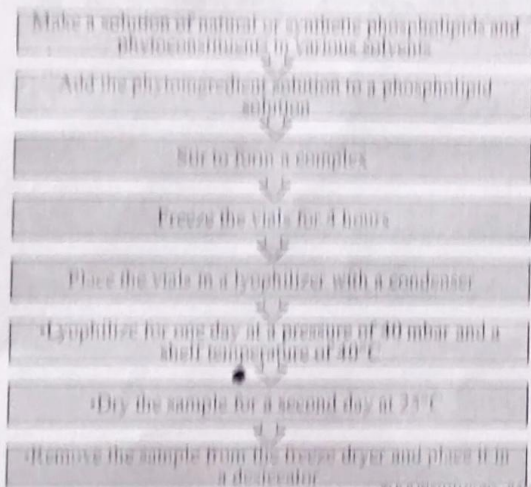 Make a solution of natural or synthetic phospholipids and
phytoconstituents in various solvents
Add the phytoingredient solution to a phospholipid
solution
Stir to form a complex
Freeze the vials for 4 hours
Place the vials in a lyophilizer with a condenser
•Lyophilize for one day at a pressure of 40 mbar and a
shelf temperature of 40°C
•Dry the sample for a second day at 25°C
•Remove the sample from the freeze dryer and place it in
a desiccator